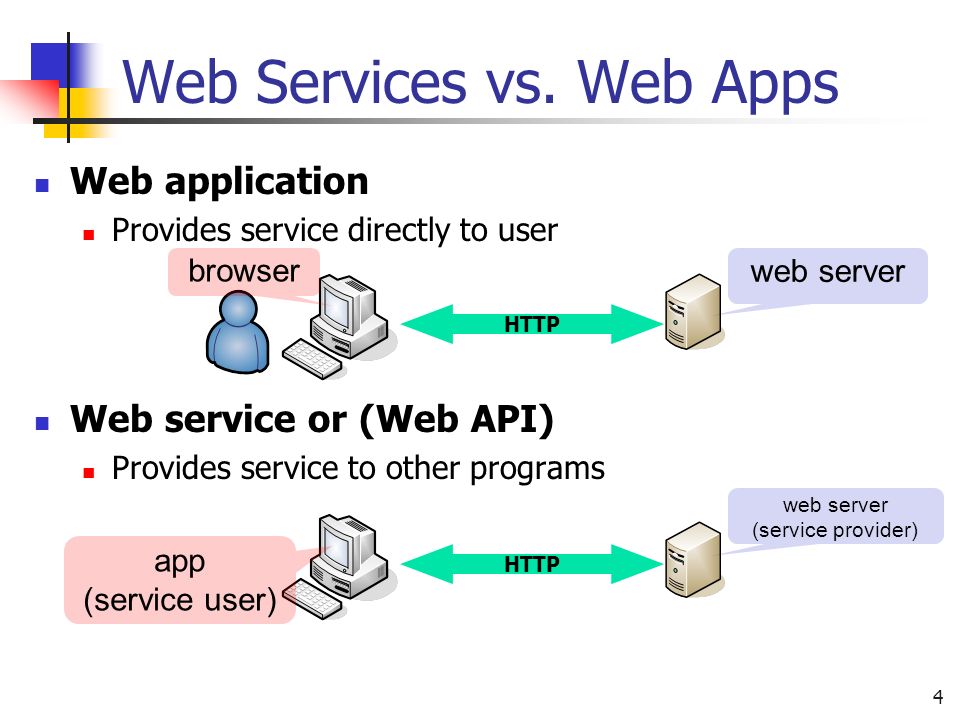 Web Services vs. Web Apps
Web application
Provides service directly to user
browser
web server
HTTP
Web service or (Web API)
Provides service to other programs
web server
(service provider)
app
(service user)
HTTP
4